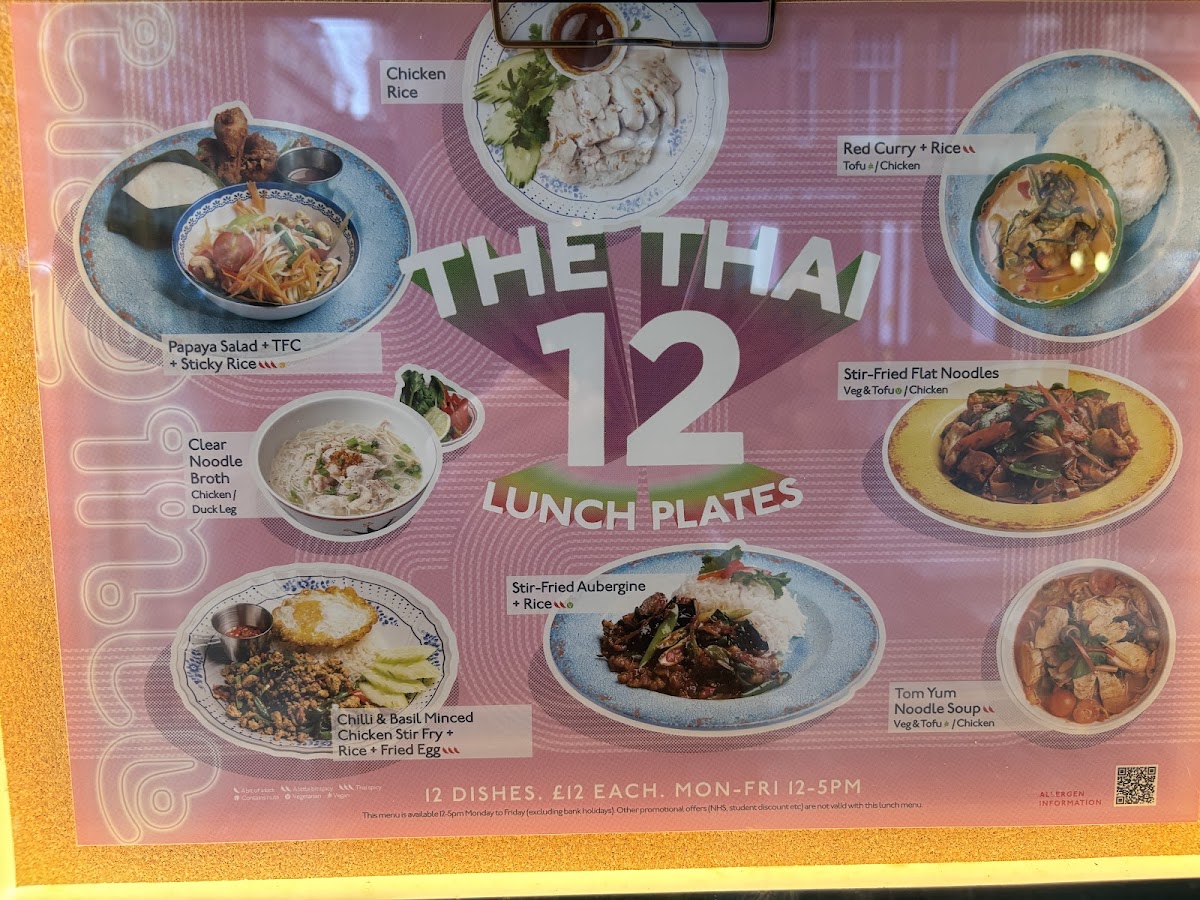 Chicken
Rice
Red Curry + Rice
Tofu / Chicken
THE THAI
12
LUNCH PLATES
Papaya Salad + TFC
+ Sticky Rice
Stir-Fried Flat Noodles
Veg & Tofu / Chicken
Clear
Noodle
Broth
Chicken /
Duck Leg
Stir-Fried Aubergine
+ Rice
Chilli & Basil Minced
Chicken Stir Fry +
Rice + Fried Egg
Tom Yum
Noodle Soup
Veg & Tofu / Chicken
12 DISHES. £12 EACH. MON-FRI 12-5PM
This menu is available 12-5pm Monday to Friday (excluding bank holidays). Other promotional offers (NHS, student discount etc) are not valid with this lunch menu.
Contains nuts Vegetarian Vegan
ALLERGEN
INFORMATION